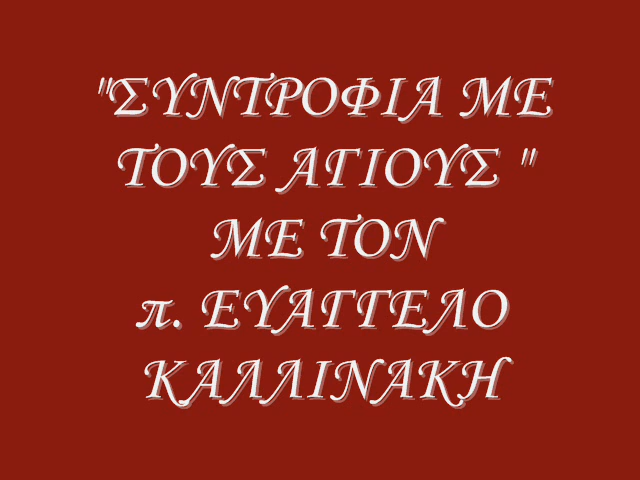 "ΣΥΝΤΡΟΦΙΑ ΜΕ
ΤΟΥΣ ΑΓΙΟΥΣ "
ΜΕ ΤΟΝ
π. ΕΥΑΓΓΕΛΟ
ΚΑΛΛΙΝΑΚΗ